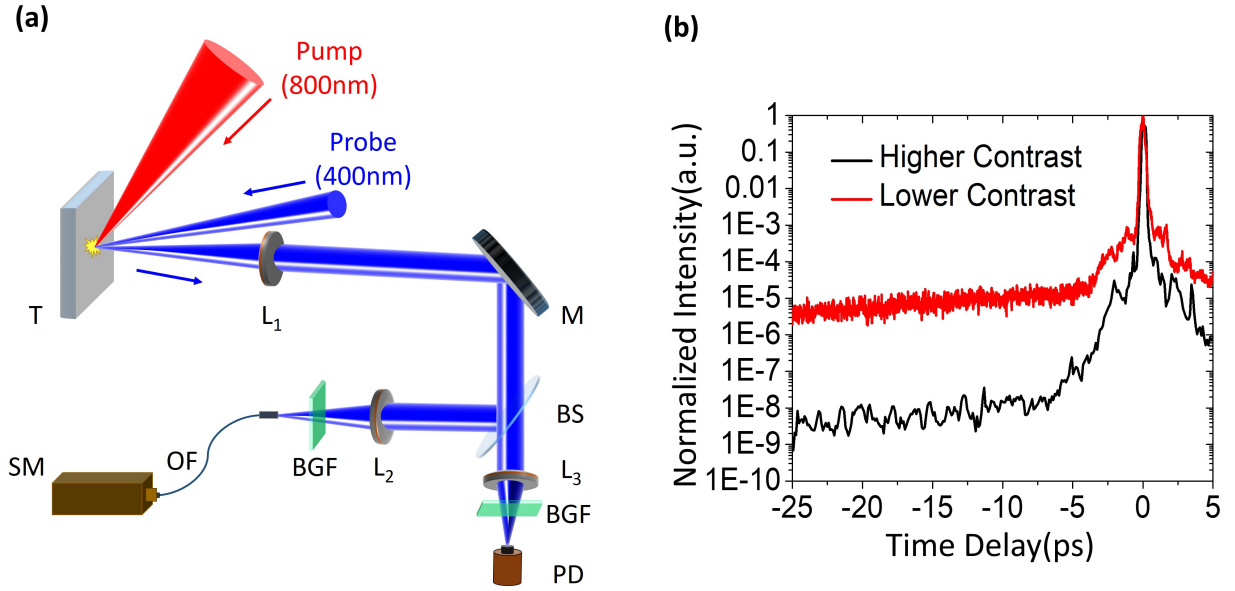 (a)
Pump
(800nm)
Probe
(400nm)
T
L1
M
BS
SM
OF
BGF
L2
L3
BGF
PD
(b)
Normalized Intensity(a.u.)
1
0.1
0.01
1E-3
1E-4
1E-5
1E-6
1E-7
1E-8
1E-9
1E-10
Higher Contrast
Lower Contrast
-25 -20 -15 -10 -5 0 5
Time Delay(ps)